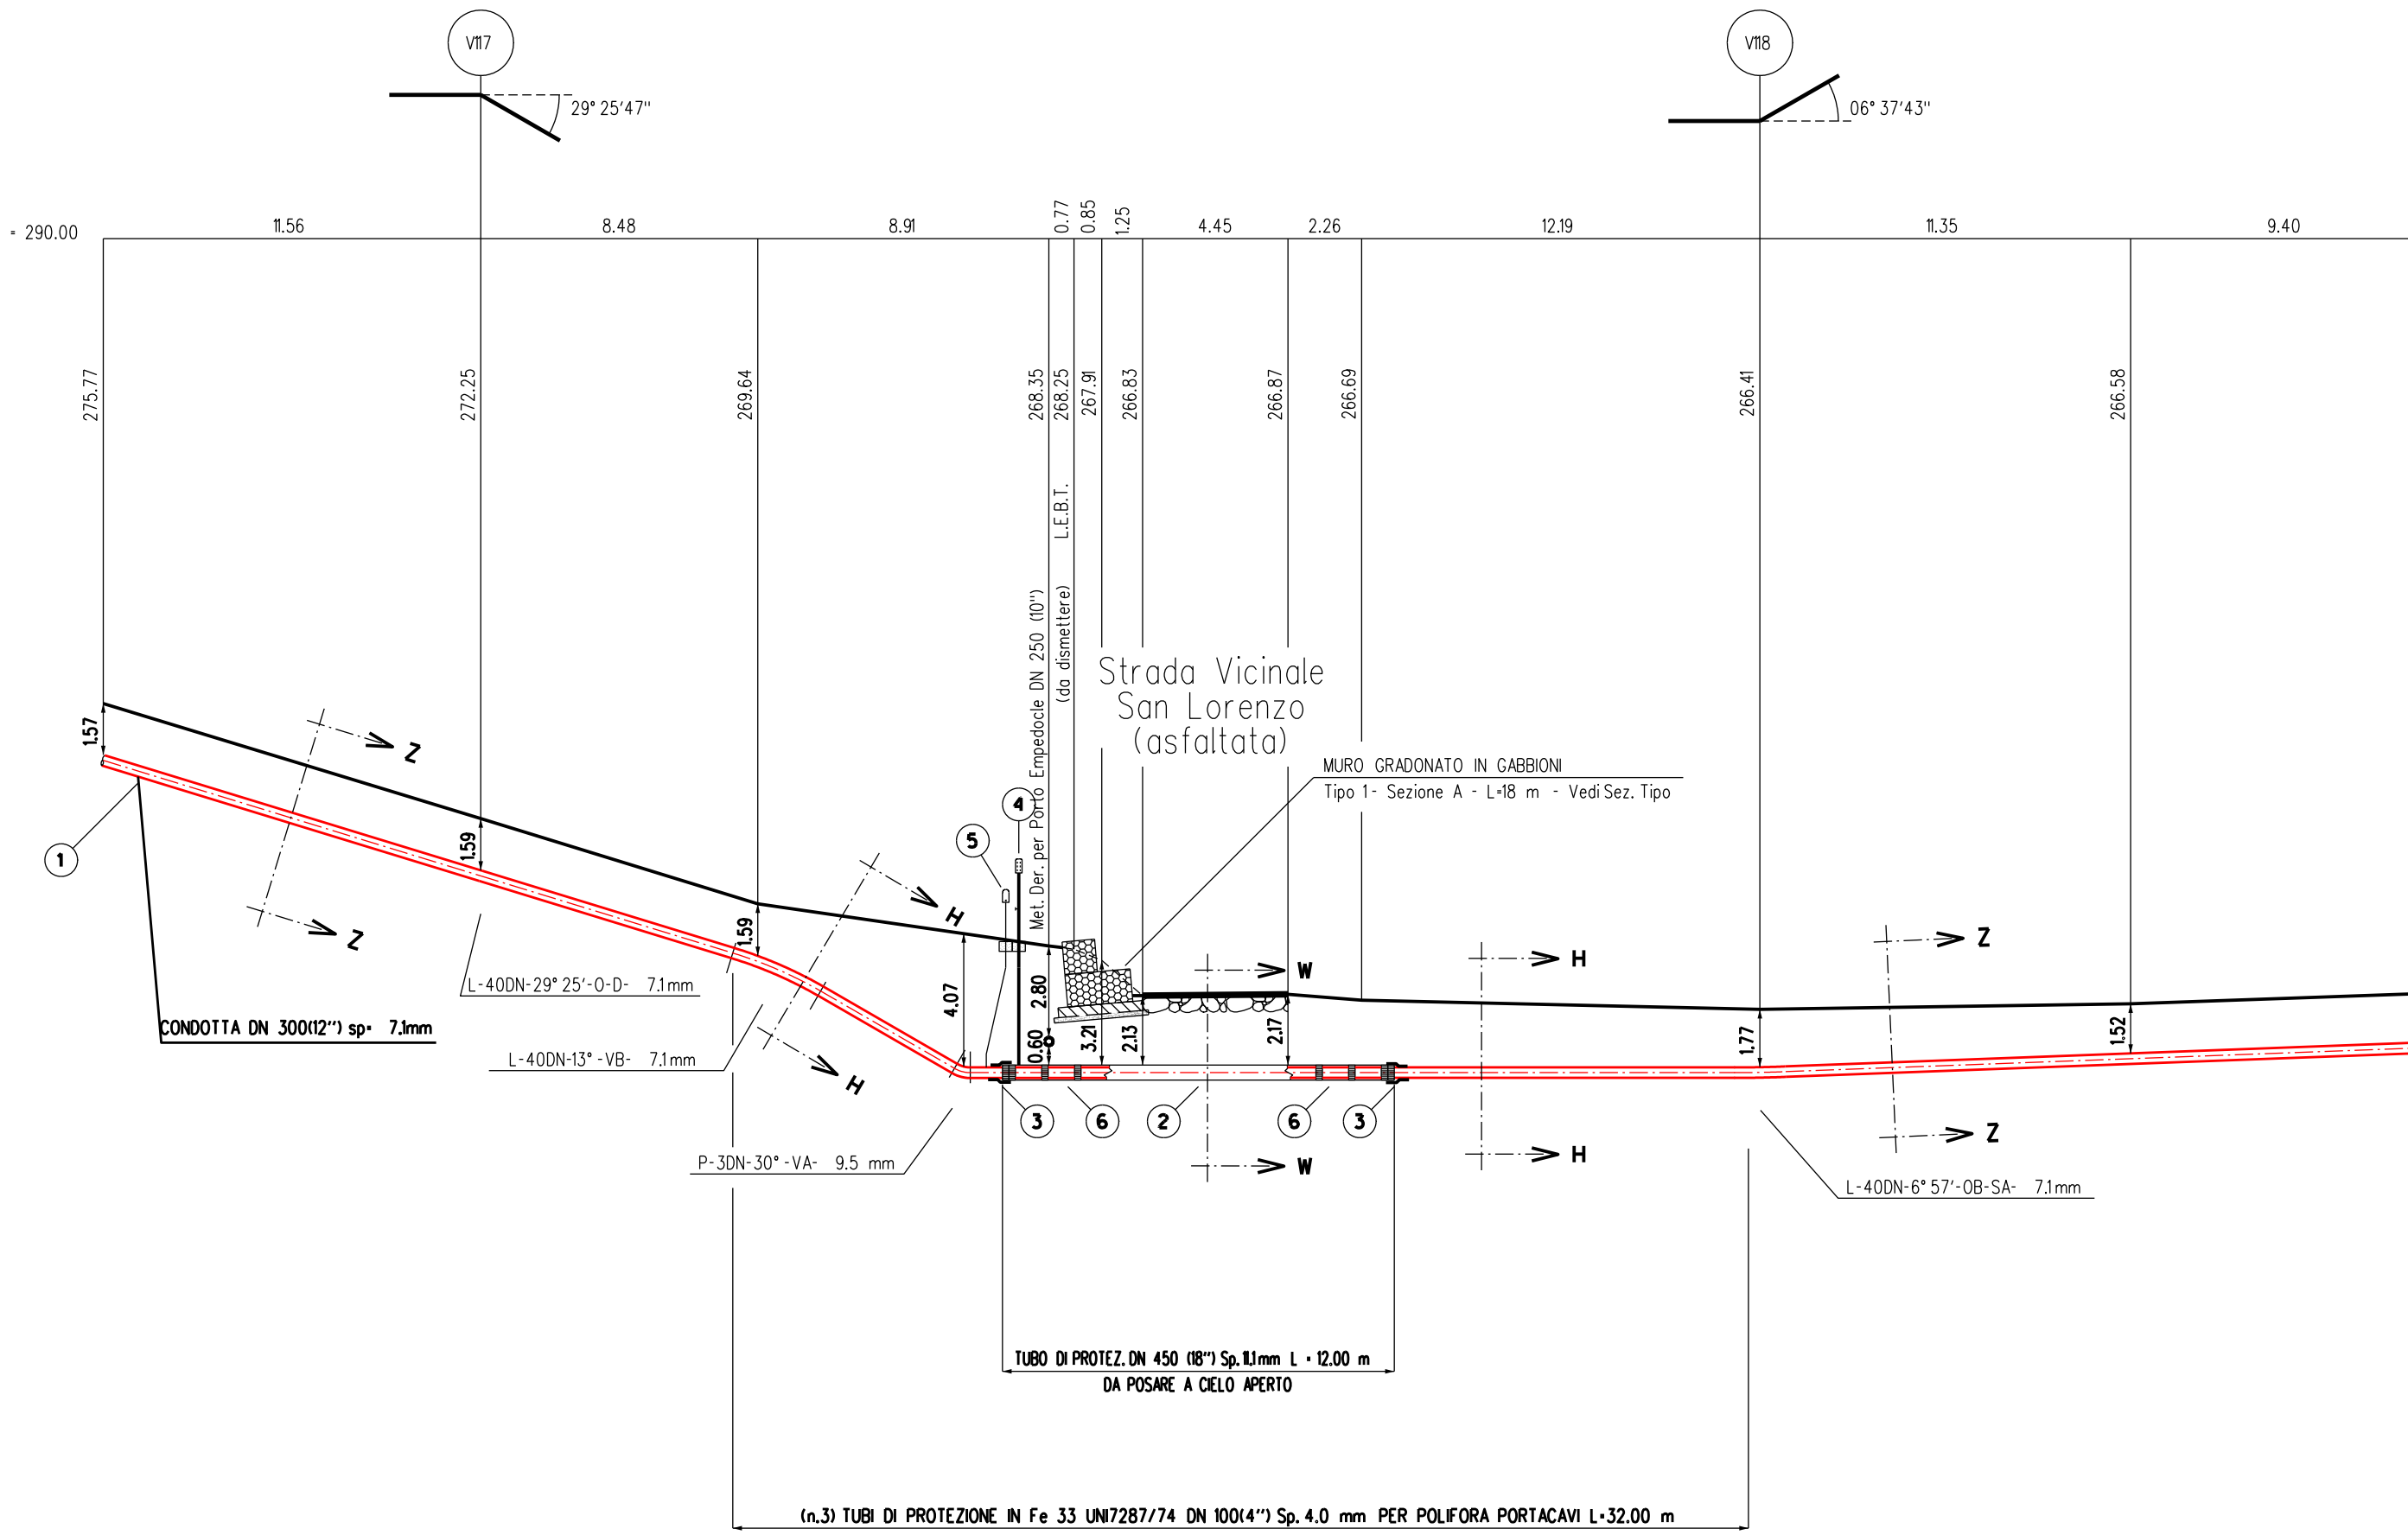 V117
V118
29° 25'47"
06° 37'43"
= 290.00
11.56
8.48
8.91
0.77
0.85
1.25
4.45
2.26
12.19
11.35
9.40
275.77
272.25
269.64
268.35
268.25
267.91
266.83
266.87
266.69
266.41
266.58
Met. Der. per Porto Empedocle DN 250 (10")
(da dismettere)
L.E.B.T.
Strada Vicinale
San Lorenzo
(asfaltata)
MURO GRADONATO IN GABBIONI
Tipo 1 - Sezione A - L=18 m - Vedi Sez. Tipo
1.57
1.59
1.59
4.07
2.80
0.60
3.21
2.13
2.17
1.77
1.52
Z
Z
H
H
W
W
H
H
Z
Z
1
5
4
3
6
2
6
3
L-40DN-29° 25'-O-D- 7.1mm
CONDOTTA DN 300(12") sp= 7.1mm
L-40DN-13° -VB- 7.1mm
P-3DN-30° -VA- 9.5 mm
L-40DN-6° 57'-OB-SA- 7.1mm
TUBO DI PROTEZ. DN 450 (18") Sp. 11.1mm L = 12.00 m
DA POSARE A CIELO APERTO
(n.3) TUBI DI PROTEZIONE IN Fe 33 UNI7287/74 DN 100(4") Sp. 4.0 mm PER POLIFORA PORTACAVI L=32.00 m